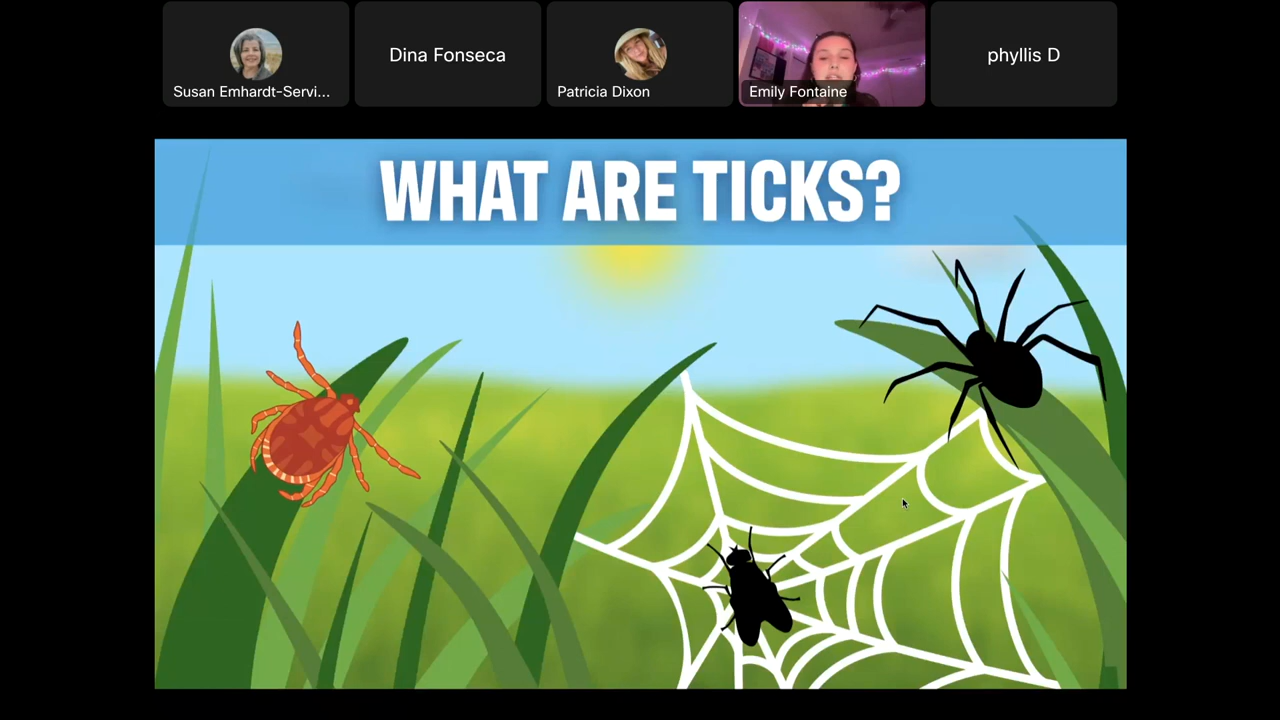 Susan Emhardt-Servi...
Dina Fonseca
Patricia Dixon
Emily Fontaine
phyllis D
WHAT ARE TICKS?